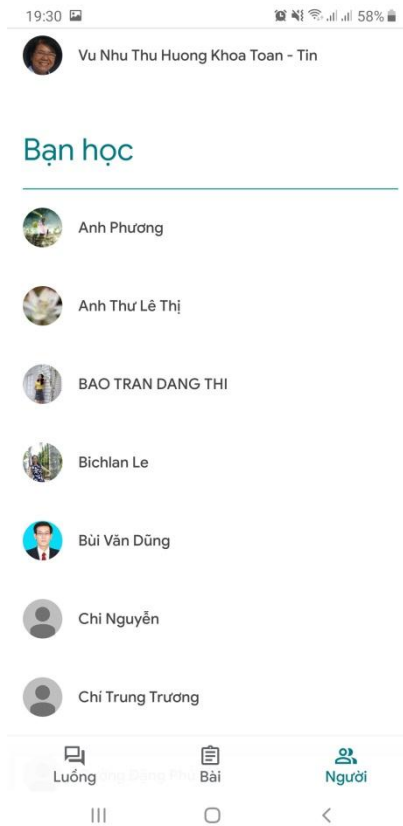 19:30
58%
Vu Nhu Thu Huong Khoa Toan - Tin
Bạn học
Anh Phương
Anh Thư Lê Thị
BAO TRAN DANG THI
Bichlan Le
Bùi Văn Dũng
Chi Nguyễn
Chí Trung Trương
Luồng
Bài
Người